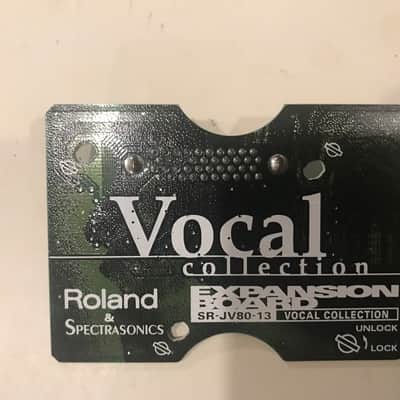 Vocal
collection
Roland
&
SPECTRASONICS
EXPANSION
BOARD
SR-JV80-13 VOCAL COLLECTION
UNLOCK
LOCK